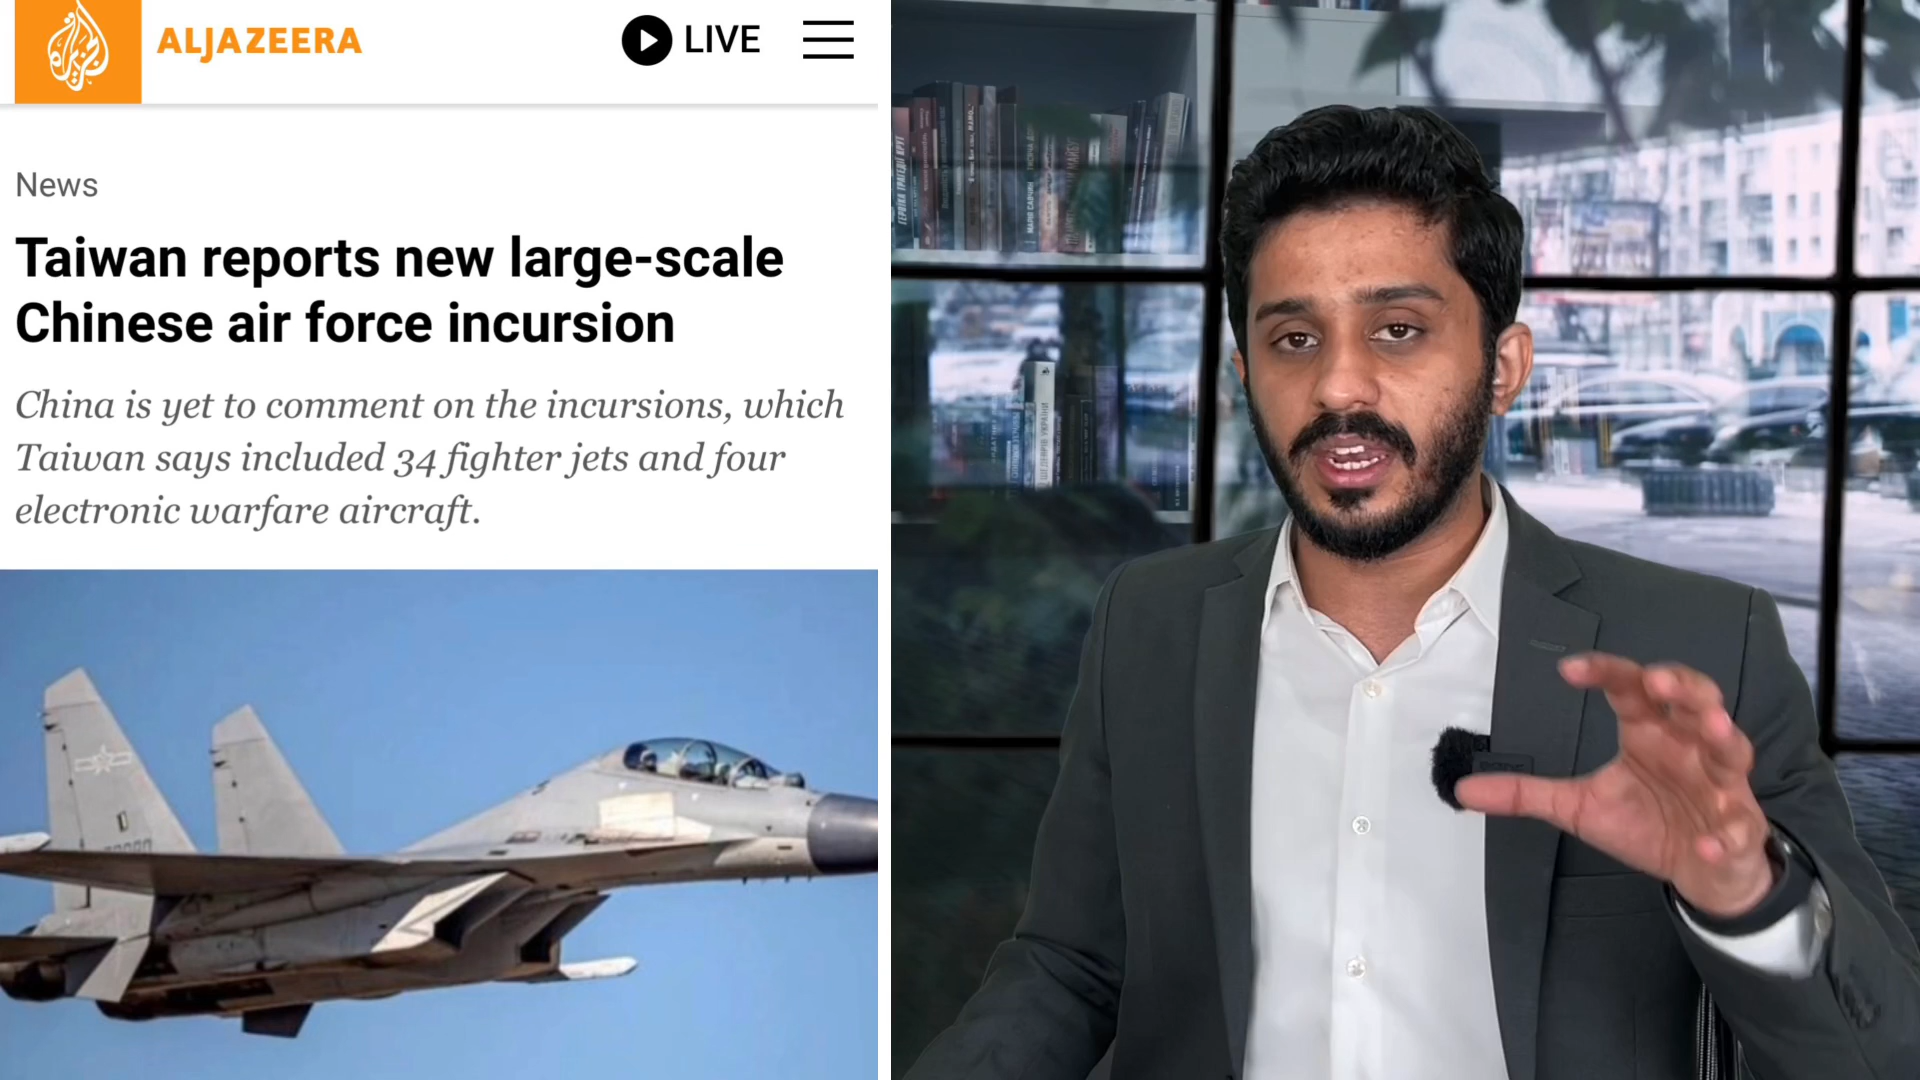 ALJAZEERA
LIVE
News
Taiwan reports new large-scale
Chinese air force incursion
China is yet to comment on the incursions, which
Taiwan says included 34 fighter jets and four
electronic warfare aircraft.